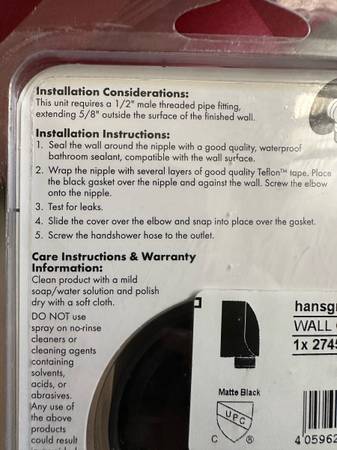 Installation Considerations:
This unit requires a 1/2" male threaded pipe fitting,
extending 5/8" outside the surface of the finished wall.
Installation Instructions:
1. Seal the wall around the nipple with a good quality, waterproof
bathroom sealant, compatible with the wall surface.
2. Wrap the nipple with several layers of good quality Teflon™ tape. Place
the black gasket over the nipple and against the wall. Screw the elbow
onto the nipple.
3. Test for leaks.
4. Slide the cover over the elbow and snap into place over the gasket.
5. Screw the handshower hose to the outlet.
Care Instructions & Warranty
Information:
Clean product with a mild
soap/water solution and polish
dry with a soft cloth.
DO NOT use
spray on no-rinse
cleaners or
cleaning agents
containing
solvents,
acids, or
abrasives.
Any use of
the above
products
could result
hansgr
WALL
1x 2745
Matte Black
UPC
C ®
4 05962